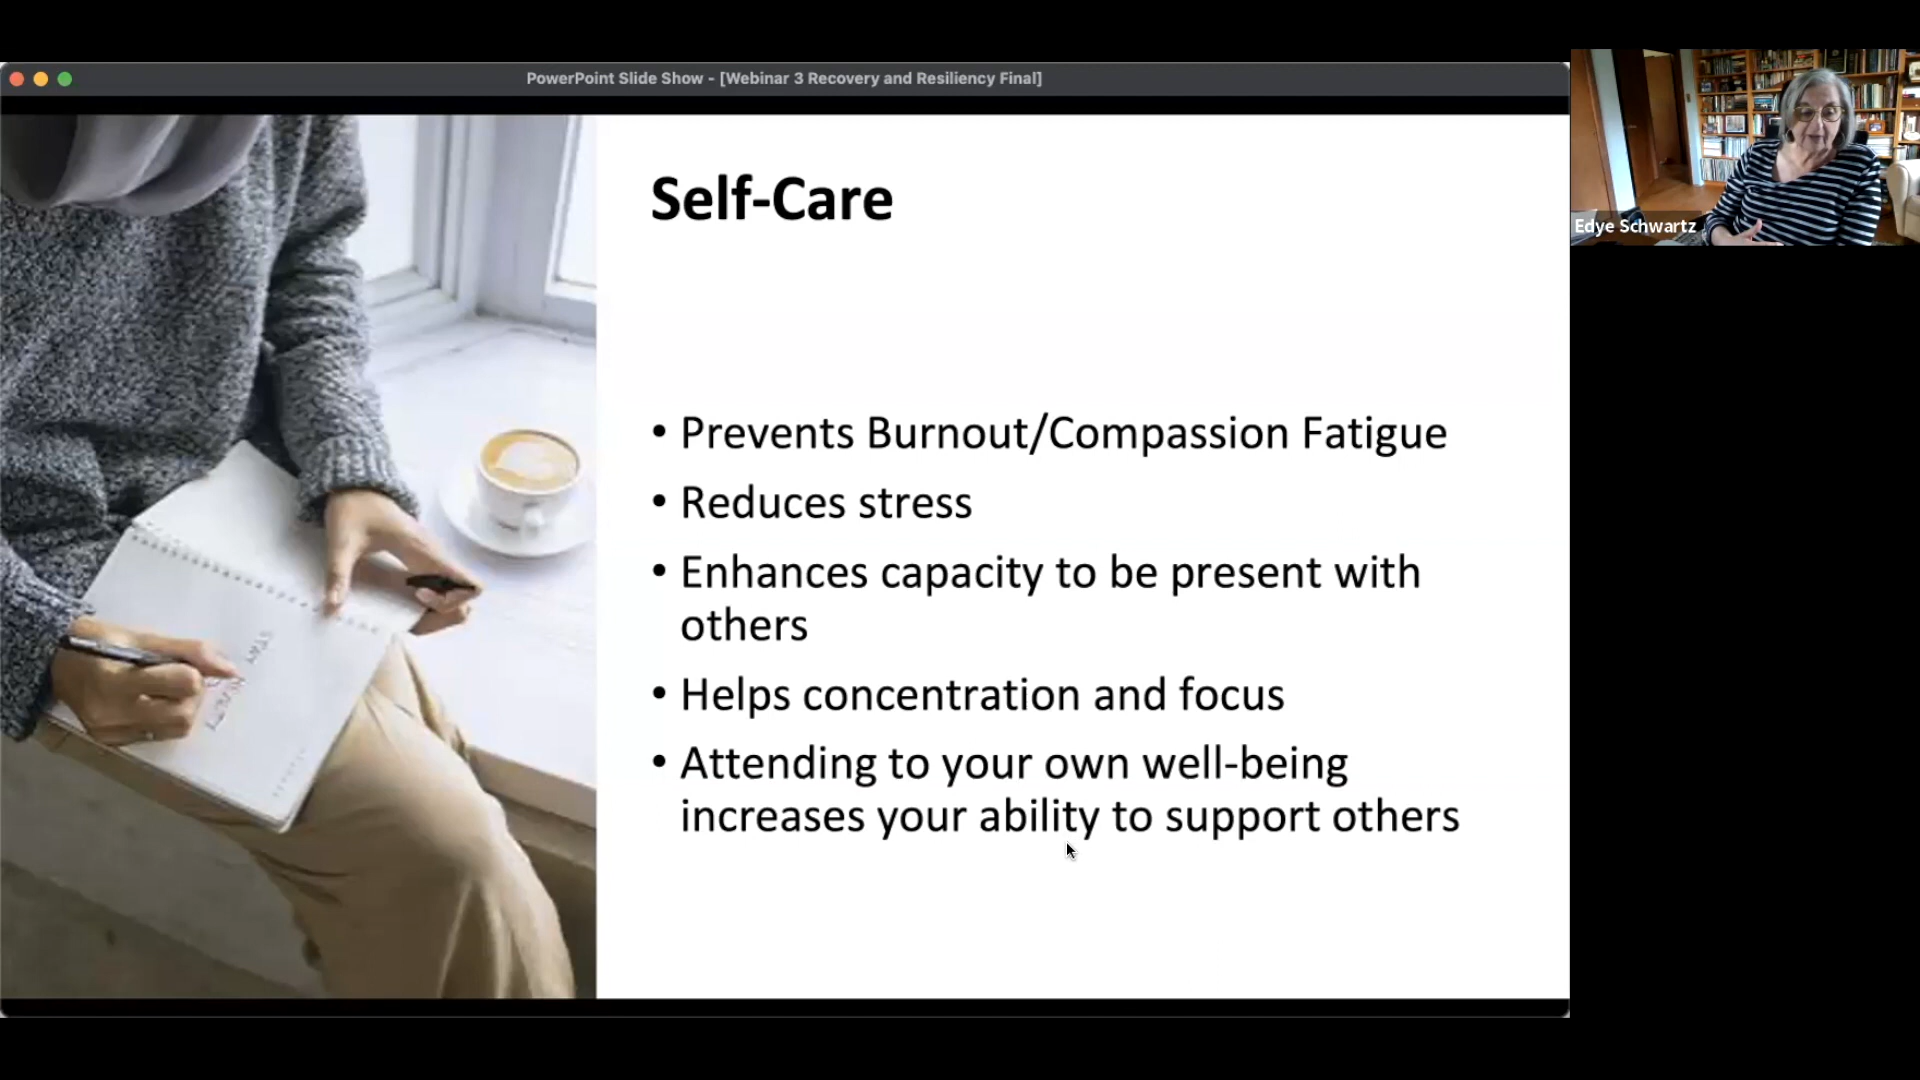 PowerPoint Slide Show - [Webinar 3 Recovery and Resiliency Final]
Edye Schwartz
Self-Care
• Prevents Burnout/Compassion Fatigue
• Reduces stress
• Enhances capacity to be present with
others
• Helps concentration and focus
• Attending to your own well-being
increases your ability to support others